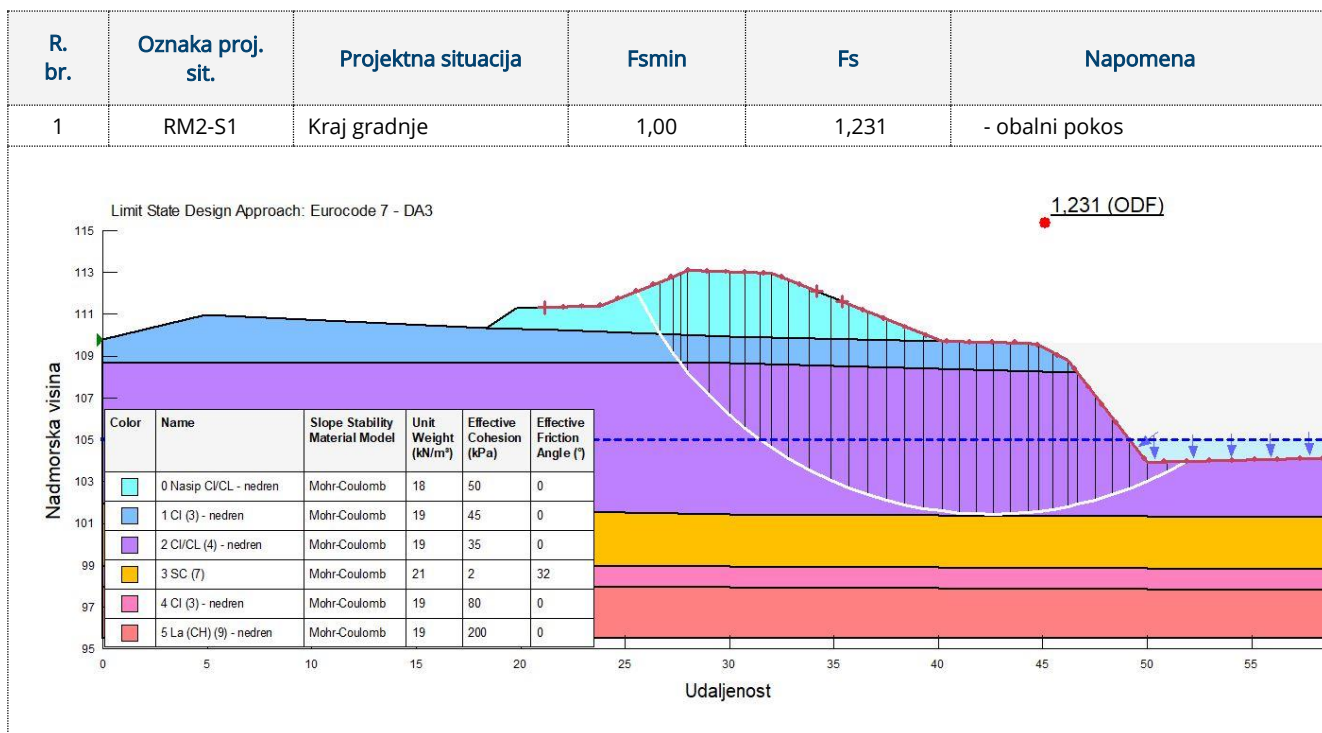 R. br. Oznaka proj. sit. Projektna situacija Fsmin Fs Napomena
1 RM2-S1 Kraj gradnje 1,00 1,231 - obalni pokos
Limit State Design Approach: Eurocode 7 - DA3
1,231 (ODF)
115
113
111
109
107
105
103
101
99
97
95
Nadmorska visina
Color Name Slope Stability Material Model Unit Weight (kN/m³) Effective Cohesion (kPa) Effective Friction Angle (°)
0 Nasip CI/CL - nedren Mohr-Coulomb 18 50 0
1 CI (3) - nedren Mohr-Coulomb 19 45 0
2 CI/CL (4) - nedren Mohr-Coulomb 19 35 0
3 SC (7) Mohr-Coulomb 21 2 32
4 CI (3) - nedren Mohr-Coulomb 19 80 0
5 La (CH) (9) - nedren Mohr-Coulomb 19 200 0
0 5 10 15 20 25 30 35 40 45 50 55
Udaljenost